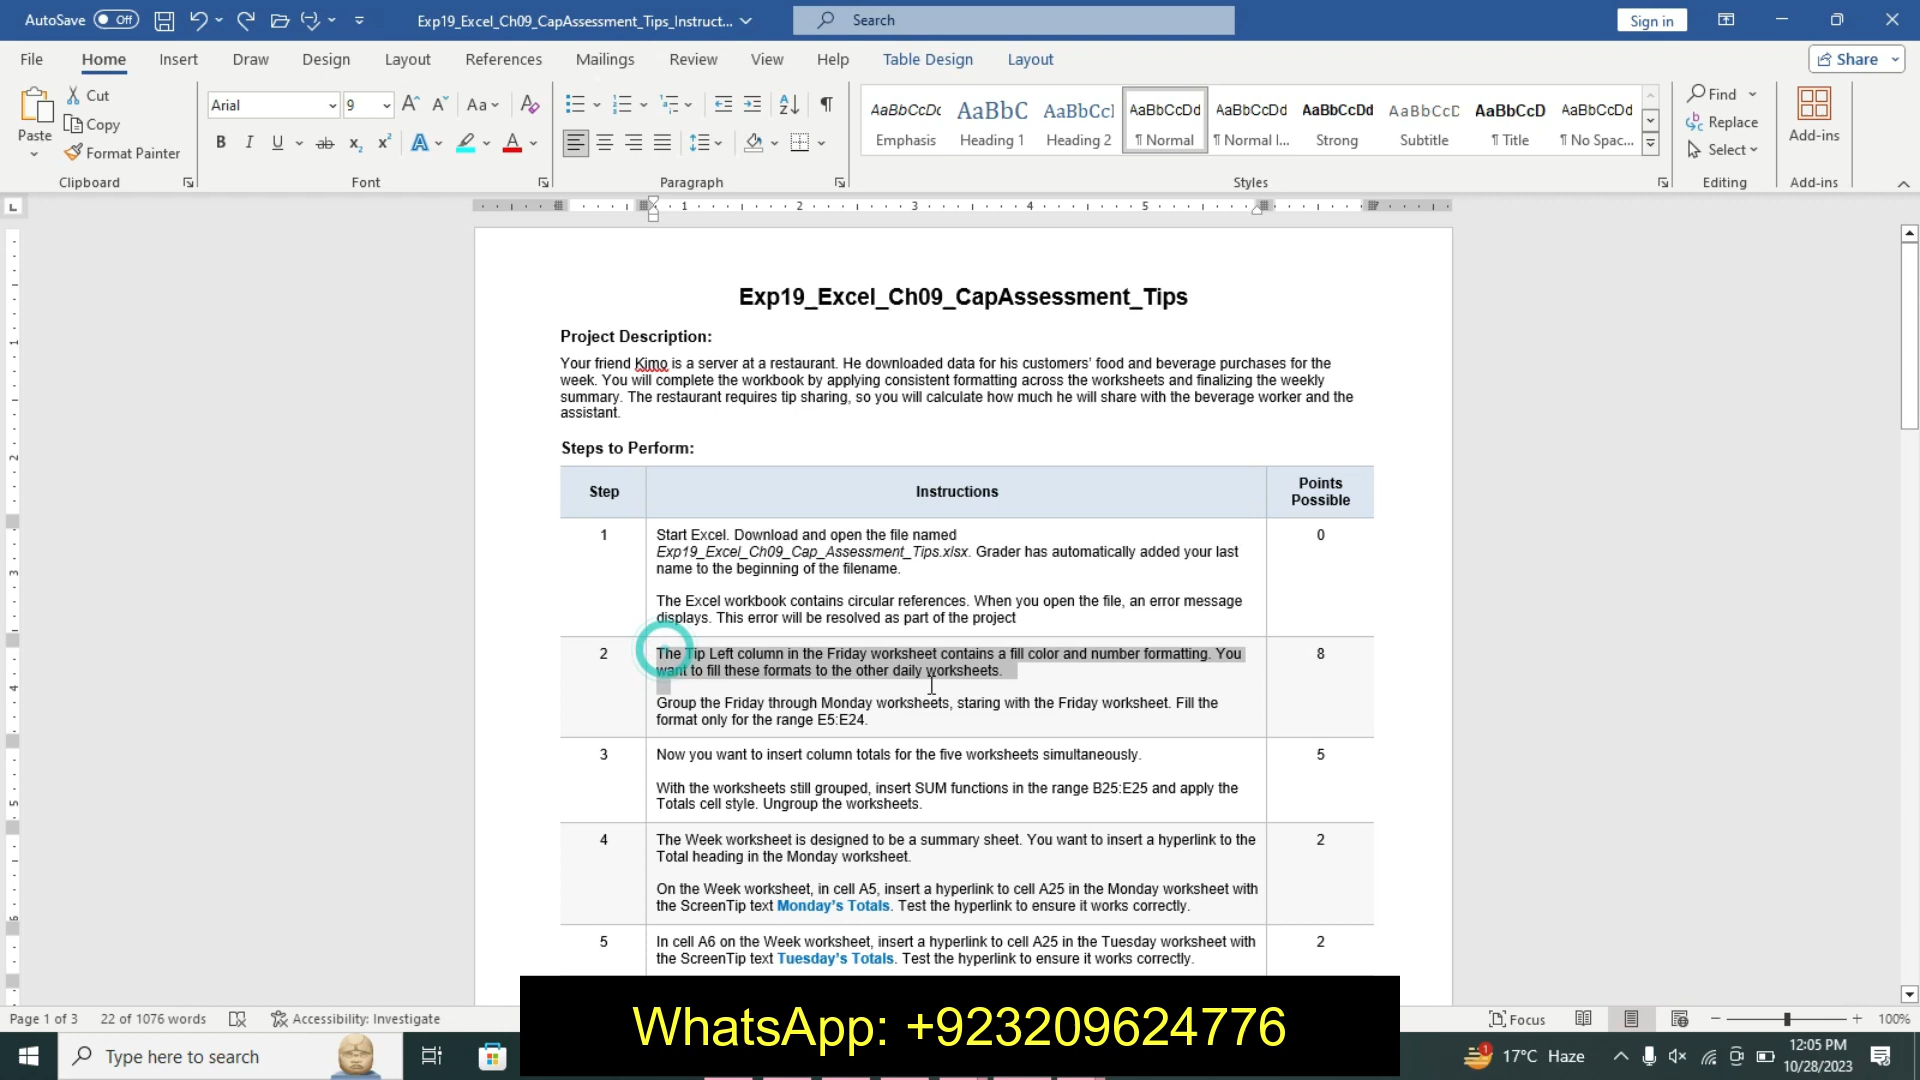 AutoSave Off Exp19_Excel_Ch09_CapAssessment_Tips_Instruct... Search Sign in
File Home Insert Draw Design Layout References Mailings Review View Help Table Design Layout Share
Paste Cut Copy Format Painter
Arial 9
Find Replace Select
Add-ins
AaBbCcDc AaBbC AaBbCcl AaBbCcDd AaBbCcDd AaBbCcDd AaBbCcD AaBbCcD AaBbCcDd
Emphasis Heading 1 Heading 2 ¶ Normal ¶ Normal I... Strong Subtitle ¶ Title ¶ No Spac...
Clipboard Font Paragraph Styles Editing Add-ins
1 2 3 4 5
Exp19_Excel_Ch09_CapAssessment_Tips
Project Description:
Your friend Kimo is a server at a restaurant. He downloaded data for his customers' food and beverage purchases for the
week. You will complete the workbook by applying consistent formatting across the worksheets and finalizing the weekly
summary. The restaurant requires tip sharing, so you will calculate how much he will share with the beverage worker and the
assistant.
Steps to Perform:
Step Instructions Points Possible
1 Start Excel. Download and open the file named 0
Exp19_Excel_Ch09_Cap_Assessment_Tips.xlsx. Grader has automatically added your last
name to the beginning of the filename.
The Excel workbook contains circular references. When you open the file, an error message
displays. This error will be resolved as part of the project
2 The Tip Left column in the Friday worksheet contains a fill color and number formatting. You 8
want to fill these formats to the other daily worksheets.
Group the Friday through Monday worksheets, staring with the Friday worksheet. Fill the
format only for the range E5:E24.
3 Now you want to insert column totals for the five worksheets simultaneously. 5
With the worksheets still grouped, insert SUM functions in the range B25:E25 and apply the
Totals cell style. Ungroup the worksheets.
4 The Week worksheet is designed to be a summary sheet. You want to insert a hyperlink to the 2
Total heading in the Monday worksheet.
On the Week worksheet, in cell A5, insert a hyperlink to cell A25 in the Monday worksheet with
the ScreenTip text Monday's Totals. Test the hyperlink to ensure it works correctly.
5 In cell A6 on the Week worksheet, insert a hyperlink to cell A25 in the Tuesday worksheet with 2
the ScreenTip text Tuesday's Totals. Test the hyperlink to ensure it works correctly.
WhatsApp: +923209624776
Page 1 of 3 22 of 1076 words Accessibility: Investigate Focus 100%
Type here to search 17°C Haze 12:05 PM
10/28/2023